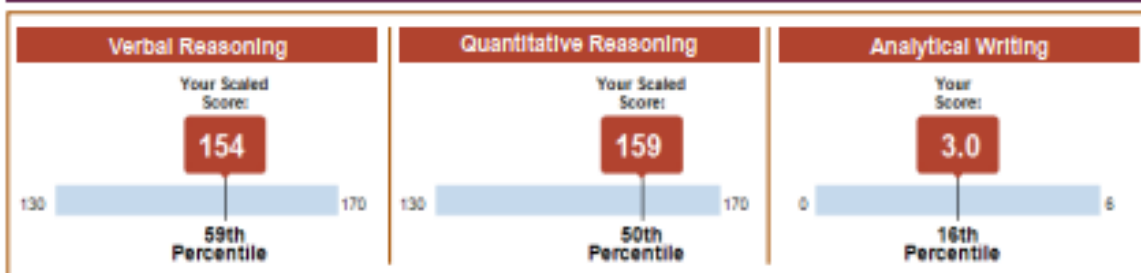 Verbal Reasoning
Your Scaled
Score:
154
130
170
59th
Percentile
Quantitative Reasoning
Your Scaled
Score:
159
130
170
50th
Percentile
Analytical Writing
Your
Score:
3.0
0
6
16th
Percentile